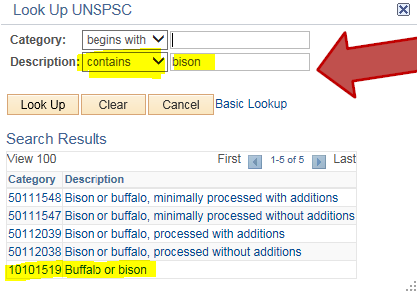 Look Up UNSPSC
Category: begins with
Description: contains bison
Look Up Clear Cancel Basic Lookup
Search Results
View 100 First 1-5 of 5 Last
Category Description
50111548 Bison or buffalo, minimally processed with additions
50111547 Bison or buffalo, minimally processed without additions
50112039 Bison or buffalo, processed with additions
50112038 Bison or buffalo, processed without additions
10101519 Buffalo or bison